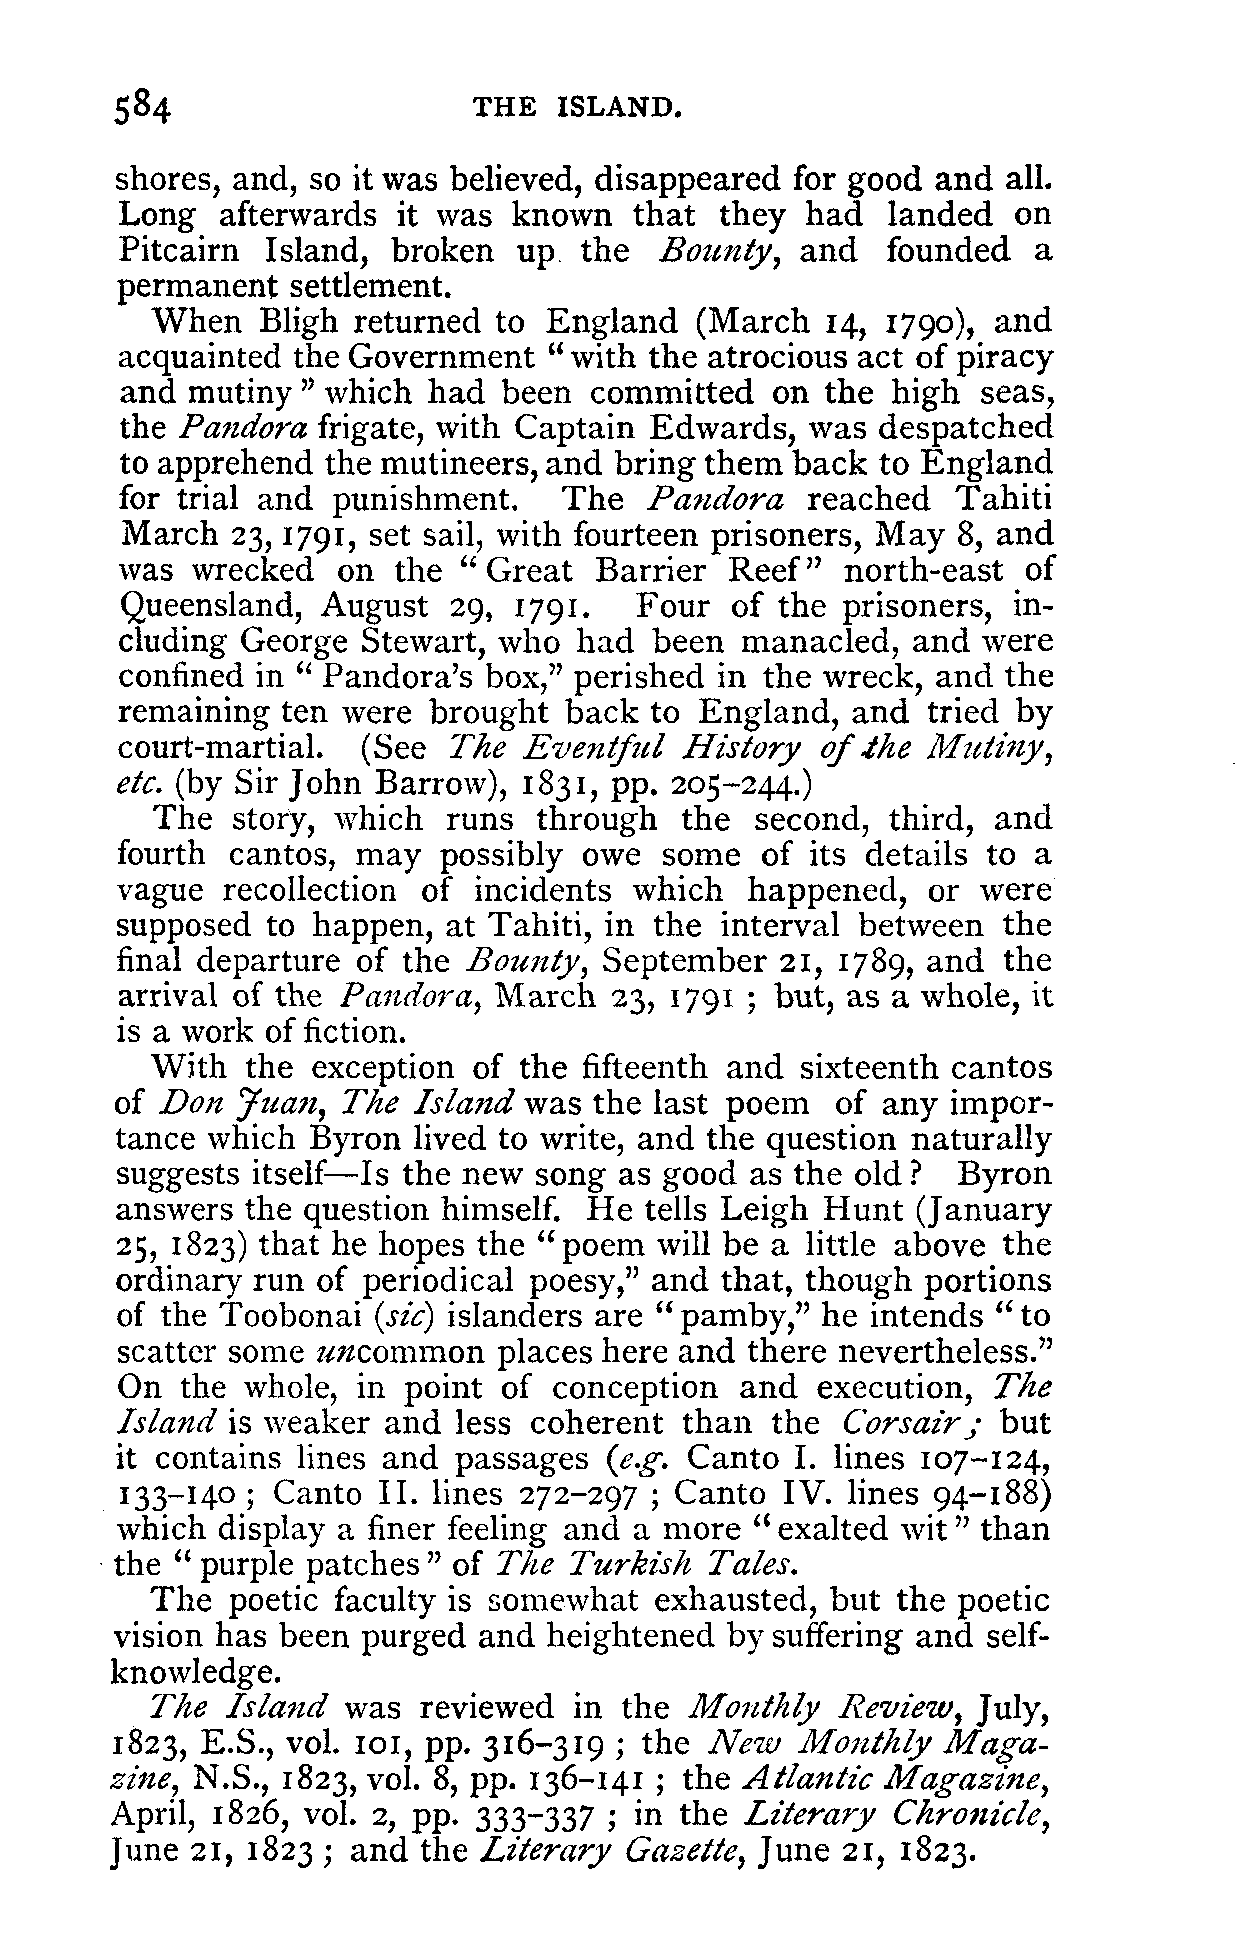 584 THE ISLAND.
shores, and, so it was believed, disappeared for good and all.
Long afterwards it was known that they had landed on
Pitcairn Island, broken up the Bounty, and founded a
permanent settlement.
When Bligh returned to England (March 14, 1790), and
acquainted the Government “with the atrocious act of piracy
and mutiny” which had been committed on the high seas,
the Pandora frigate, with Captain Edwards, was despatched
to apprehend the mutineers, and bring them back to England
for trial and punishment. The Pandora reached Tahiti
March 23, 1791, set sail, with fourteen prisoners, May 8, and
was wrecked on the “Great Barrier Reef” north-east of
Queensland, August 29, 1791. Four of the prisoners, in-
cluding George Stewart, who had been manacled, and were
confined in “Pandora's box,” perished in the wreck, and the
remaining ten were brought back to England, and tried by
court-martial. (See The Eventful History of the Mutiny,
etc. (by Sir John Barrow), 1831, pp. 205–244.)
The story, which runs through the second, third, and
fourth cantos, may possibly owe some of its details to a
vague recollection of incidents which happened, or were
supposed to happen, at Tahiti, in the interval between the
final departure of the Bounty, September 21, 1789, and the
arrival of the Pandora, March 23, 1791 ; but, as a whole, it
is a work of fiction.
With the exception of the fifteenth and sixteenth cantos
of Don Juan, The Island was the last poem of any impor-
tance which Byron lived to write, and the question naturally
suggests itself—Is the new song as good as the old ? Byron
answers the question himself. He tells Leigh Hunt (January
25, 1823) that he hopes the “poem will be a little above the
ordinary run of periodical poesy,” and that, though portions
of the Toobonai (sic) islanders are “pamby,” he intends “to
scatter some uncommon places here and there nevertheless.”
On the whole, in point of conception and execution, The
Island is weaker and less coherent than the Corsair ; but
it contains lines and passages (e.g. Canto I. lines 107–124,
133–140 ; Canto II. lines 272–297 ; Canto IV. lines 94–188)
which display a finer feeling and a more “exalted wit” than
the “purple patches” of The Turkish Tales.
The poetic faculty is somewhat exhausted, but the poetic
vision has been purged and heightened by suffering and self-
knowledge.
The Island was reviewed in the Monthly Review, July,
1823, E.S., vol. 101, pp. 316–319 ; the New Monthly Maga-
zine, N.S., 1823, vol. 8, pp. 136–141 ; the Atlantic Magazine,
April, 1826, vol. 2, pp. 333–337 ; in the Literary Chronicle,
June 21, 1823 ; and the Literary Gazette, June 21, 1823.